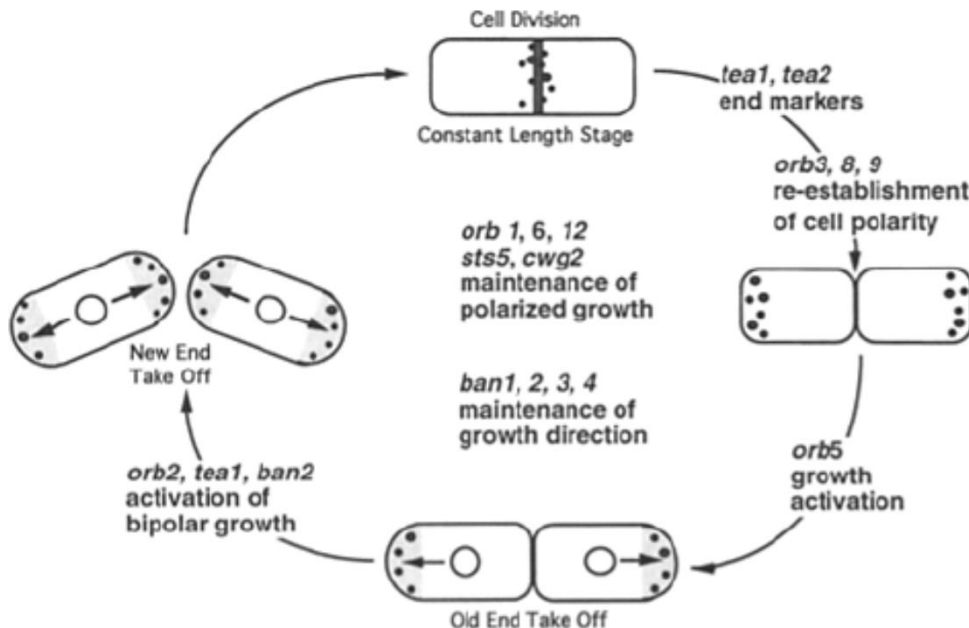 Cell Division
Constant Length Stage
tea1, tea2
end markers
orb3, 8, 9
re-establishment
of cell polarity
orb 1, 6, 12
sts5, cwg2
maintenance of
polarized growth
New End
Take Off
ban1, 2, 3, 4
maintenance of
growth direction
orb5
growth
activation
orb2, tea1, ban2
activation of
bipolar growth
Old End Take Off